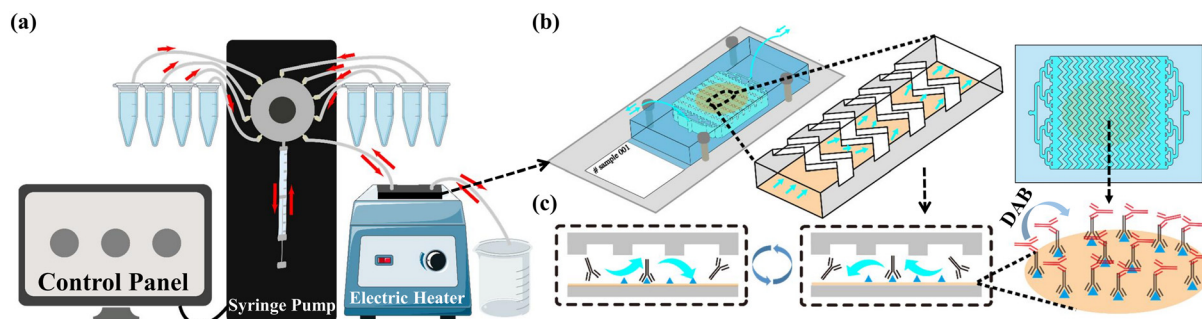 (a)
Control Panel
Syringe Pump
Electric Heater
(b)
# sample 001
(c)
DAB